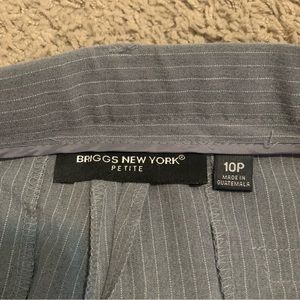 BRIGGS NEW YORK®
PETITE
10P
MADE IN
GUATEMALA